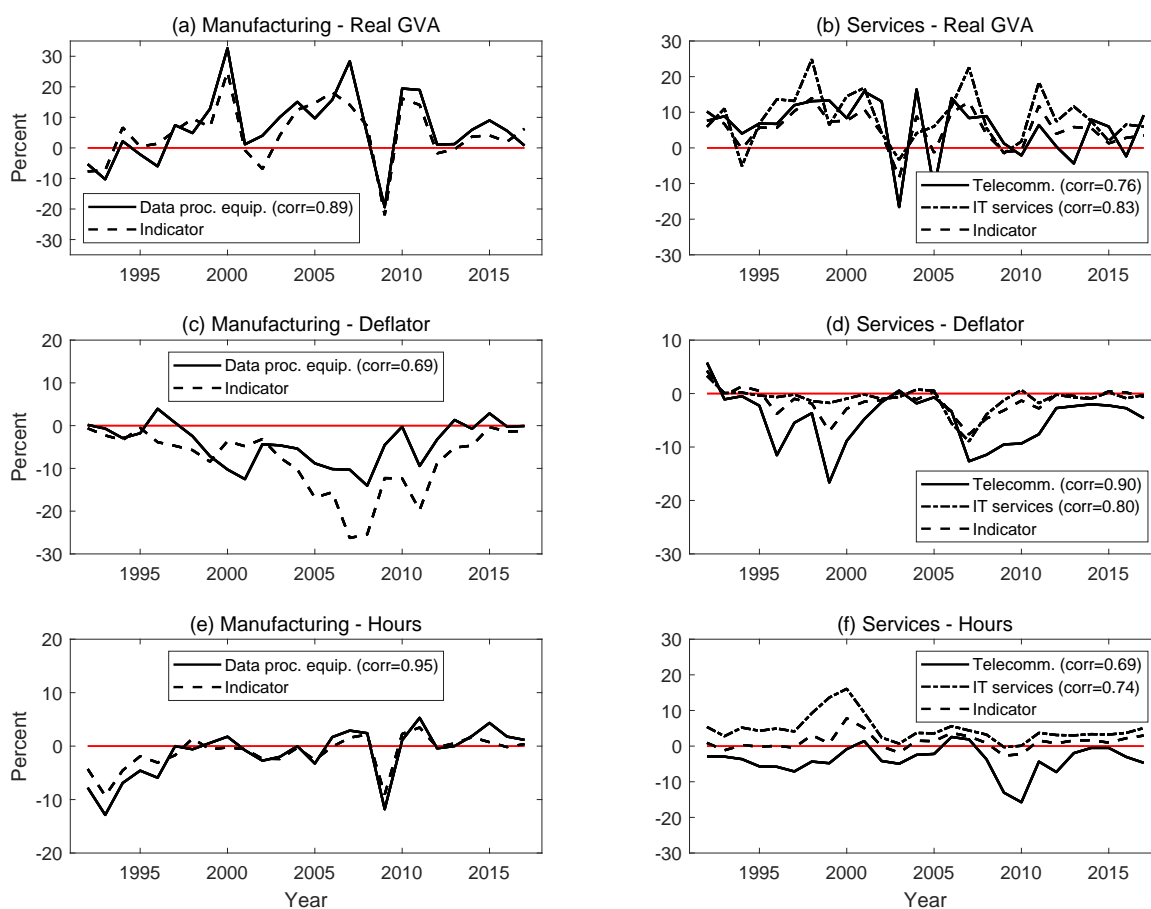 (a) Manufacturing - Real GVA
30
20
10
0
-10
-20
-30
Percent
Data proc. equip. (corr=0.89)
Indicator
1995 2000 2005 2010 2015
(b) Services - Real GVA
30
20
10
0
-10
-20
-30
Telecomm. (corr=0.76)
IT services (corr=0.83)
Indicator
1995 2000 2005 2010 2015
(c) Manufacturing - Deflator
20
10
0
-10
-20
-30
Percent
Data proc. equip. (corr=0.69)
Indicator
1995 2000 2005 2010 2015
(d) Services - Deflator
10
0
-10
-20
-30
Telecomm. (corr=0.90)
IT services (corr=0.80)
Indicator
1995 2000 2005 2010 2015
(e) Manufacturing - Hours
20
10
0
-10
-20
Percent
Data proc. equip. (corr=0.95)
Indicator
1995 2000 2005 2010 2015
Year
(f) Services - Hours
30
20
10
0
-10
-20
-30
Telecomm. (corr=0.69)
IT services (corr=0.74)
Indicator
1995 2000 2005 2010 2015
Year